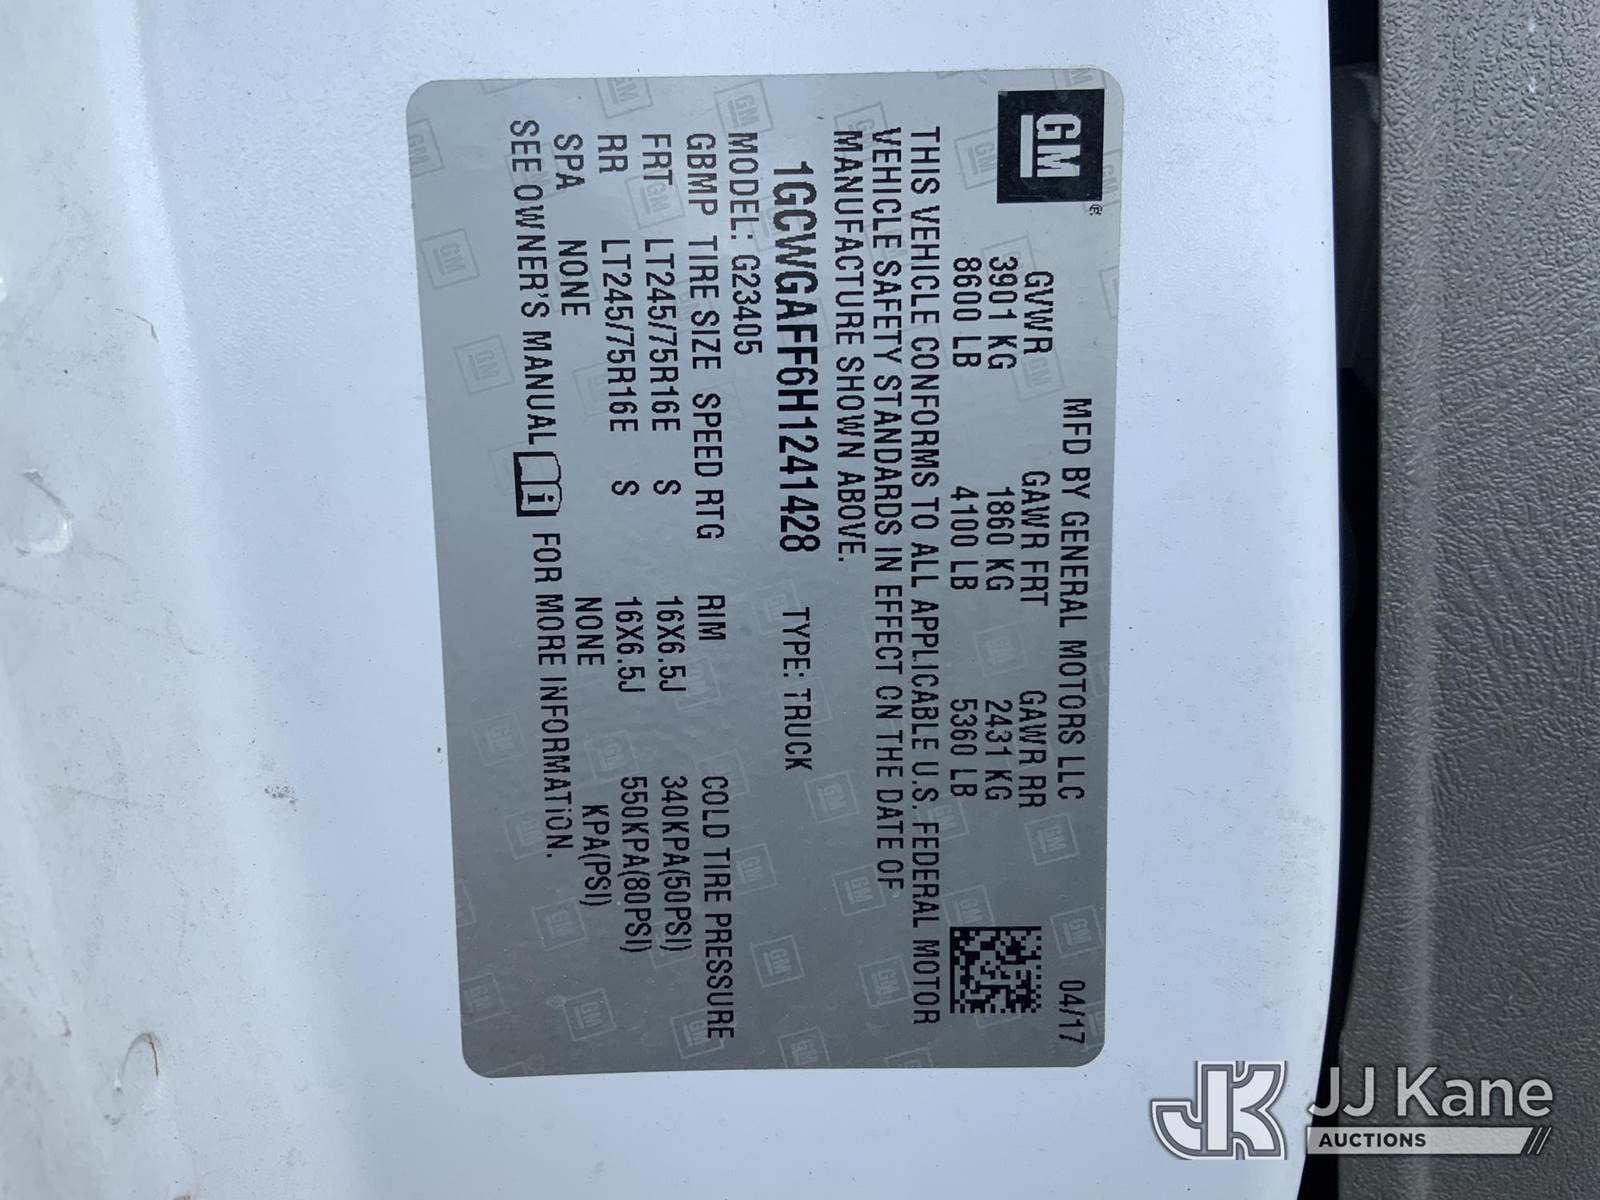 GM®
MFD BY GENERAL MOTORS LLC 04/17
GVWR GAWR FRT GAWR RR
3901 KG 1860 KG 2431 KG
8600 LB 4100 LB 5360 LB
THIS VEHICLE CONFORMS TO ALL APPLICABLE U.S. FEDERAL MOTOR
VEHICLE SAFETY STANDARDS IN EFFECT ON THE DATE OF
MANUFACTURE SHOWN ABOVE.
1GCWGAFF6H1241428 TYPE: TRUCK
MODEL: G23405
GBMP TIRE SIZE SPEED RTG RIM COLD TIRE PRESSURE
FRT LT245/75R16E S 16X6.5J 340KPA(50PSI)
RR LT245/75R16E S 16X6.5J 550KPA(80PSI)
SPA NONE NONE KPA(PSI)
SEE OWNER'S MANUAL i FOR MORE INFORMATION.
JK JJ Kane
AUCTIONS